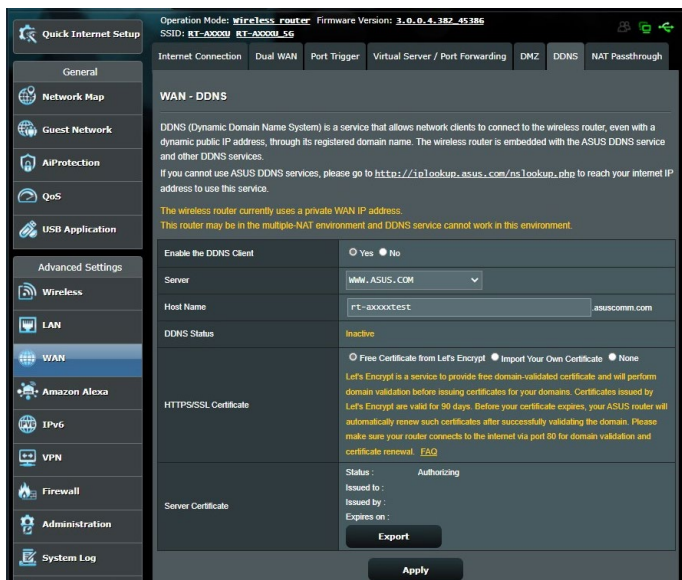 Quick Internet Setup
General
Network Map
Guest Network
AiProtection
QoS
USB Application
Advanced Settings
Wireless
LAN
WAN
Amazon Alexa
IPv6
VPN
Firewall
Administration
System Log
Operation Mode: Wireless router Firmware Version: 3.0.0.4.382_45386
SSID: RT-AXXXU RT-AXXXU_5G
Internet Connection Dual WAN Port Trigger Virtual Server / Port Forwarding DMZ DDNS NAT Passthrough
WAN - DDNS
DDNS (Dynamic Domain Name System) is a service that allows network clients to connect to the wireless router, even with a
dynamic public IP address, through its registered domain name. The wireless router is embedded with the ASUS DDNS service
and other DDNS services.
If you cannot use ASUS DDNS services, please go to http://iplookup.asus.com/nslookup.php to reach your internet IP
address to use this service.
The wireless router currently uses a private WAN IP address.
This router may be in the multiple-NAT environment and DDNS service cannot work in this environment.
Enable the DDNS Client Yes No
Server WWW.ASUS.COM
Host Name rt-axxxxtest .asuscomm.com
DDNS Status Inactive
HTTPS/SSL Certificate
Free Certificate from Let's Encrypt Import Your Own Certificate None
Let's Encrypt is a service to provide free domain-validated certificate and will perform
domain validation before issuing certificates for your domains. Certificates issued by
Let's Encrypt are valid for 90 days. Before your certificate expires, your ASUS router will
automatically renew such certificates after successfully validating the domain. Please
make sure your router connects to the internet via port 80 for domain validation and
certificate renewal. FAQ
Server Certificate
Status : Authorizing
Issued to :
Issued by :
Expires on :
Export
Apply